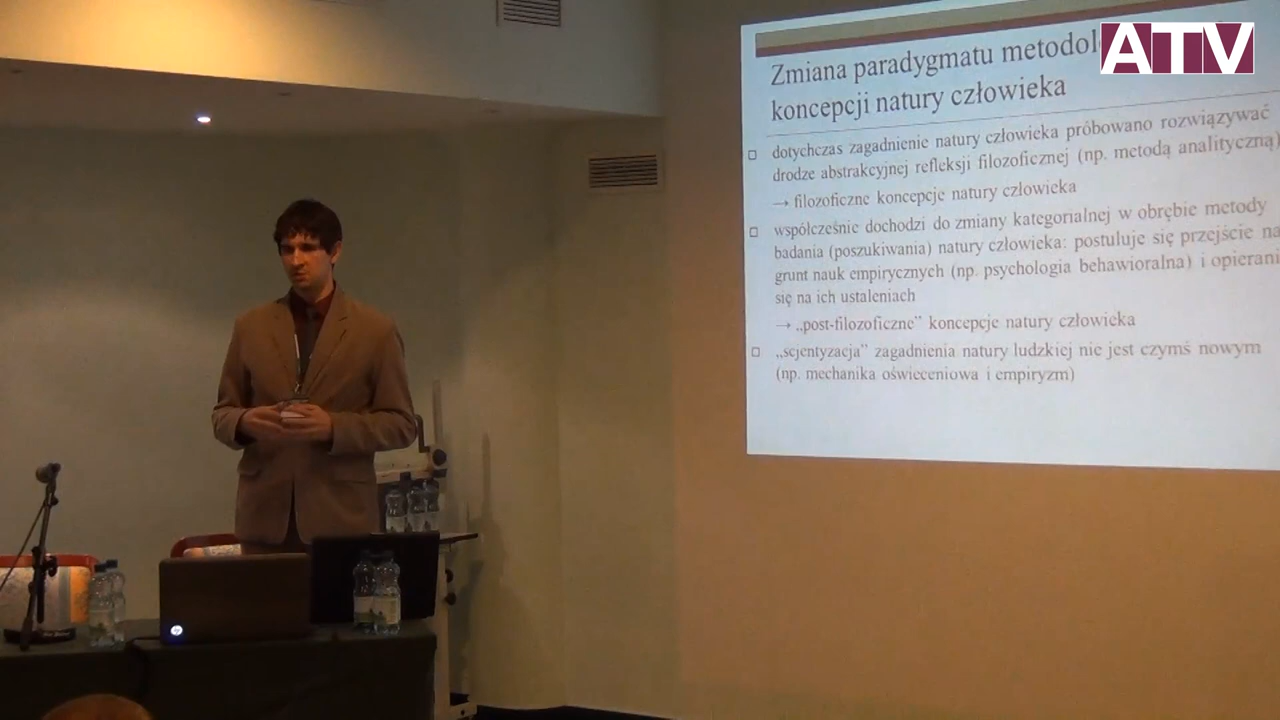 ATV
Zmiana paradygmatu
koncepcji natury człowieka
dotychczas zagadnienie natury człowieka próbowano rozwiązywać
drodze abstrakcyjnej refleksji filozoficznej (np. metodą analityczną)
→ filozoficzne koncepcje natury człowieka
współcześnie dochodzi do zmiany kategorialnej w obrębie metody
badania (poszukiwania) natury człowieka: postuluje się przejście na
grunt nauk empirycznych (np. psychologia behawioralna) i opierani
się na ich ustaleniach
→ „post-filozoficzne” koncepcje natury człowieka
„scjentyzacja” zagadnienia natury ludzkiej nie jest czymś nowym
(np. mechanika oświeceniowa i empiryzm)
hp